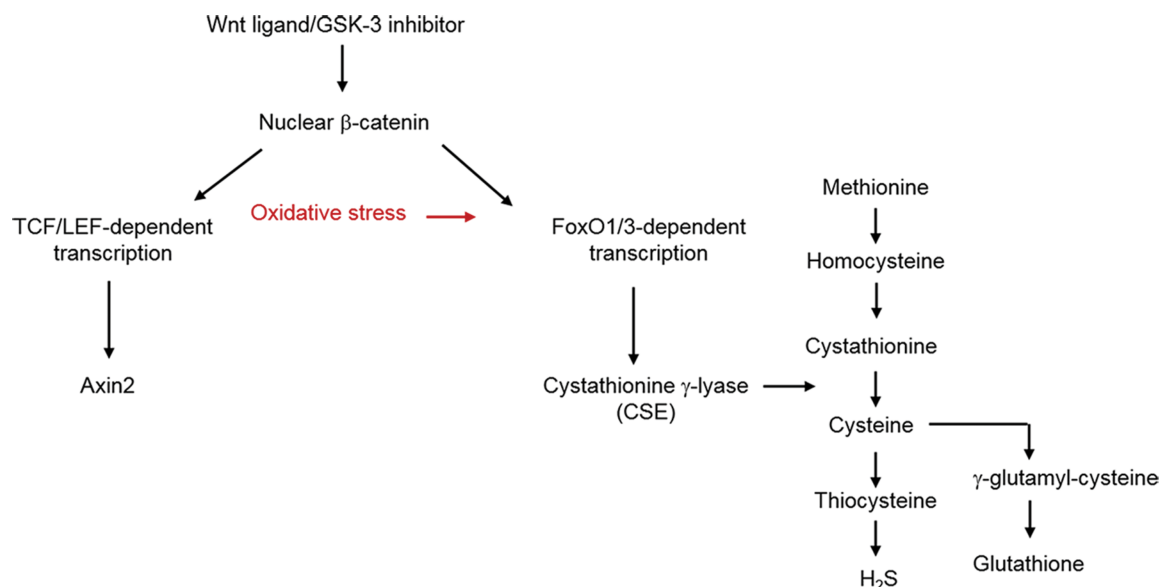 Wnt ligand/GSK-3 inhibitor
Nuclear β-catenin
Oxidative stress
TCF/LEF-dependent
transcription
Axin2
FoxO1/3-dependent
transcription
Cystathionine γ-lyase
(CSE)
Methionine
Homocysteine
Cystathionine
Cysteine
Thiocysteine
H₂S
γ-glutamyl-cysteine
Glutathione